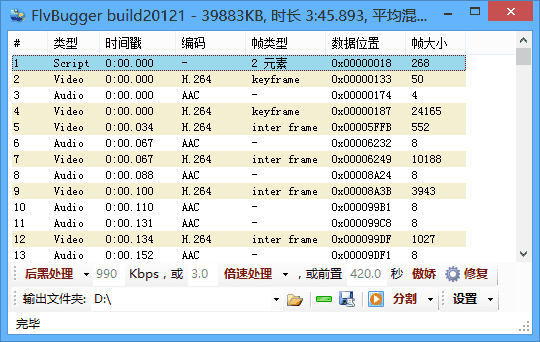 FlvBugger build20121 - 39883KB, 时长 3:45.893, 平均混...
# 类型 时间戳 编码 帧类型 数据位置 帧大小
1 Script 0:00.000 - 2 元素 0x00000018 268
2 Video 0:00.000 H.264 keyframe 0x00000133 50
3 Audio 0:00.000 AAC - 0x00000174 4
4 Video 0:00.000 H.264 keyframe 0x00000187 24165
5 Video 0:00.034 H.264 inter frame 0x00005FFB 552
6 Audio 0:00.067 AAC - 0x00006232 8
7 Video 0:00.067 H.264 inter frame 0x00006249 10188
8 Audio 0:00.088 AAC - 0x00008A24 8
9 Video 0:00.100 H.264 inter frame 0x00008A3B 3943
10 Audio 0:00.110 AAC - 0x000099B1 8
11 Audio 0:00.131 AAC - 0x000099C8 8
12 Video 0:00.134 H.264 inter frame 0x000099DF 1027
13 Audio 0:00.152 AAC - 0x00009DF1 8
后黑处理 990 Kbps，或 3.0 倍速处理 ，或前置 420.0 秒 傲娇 修复
输出文件夹: D:\ 分割 设置
完毕